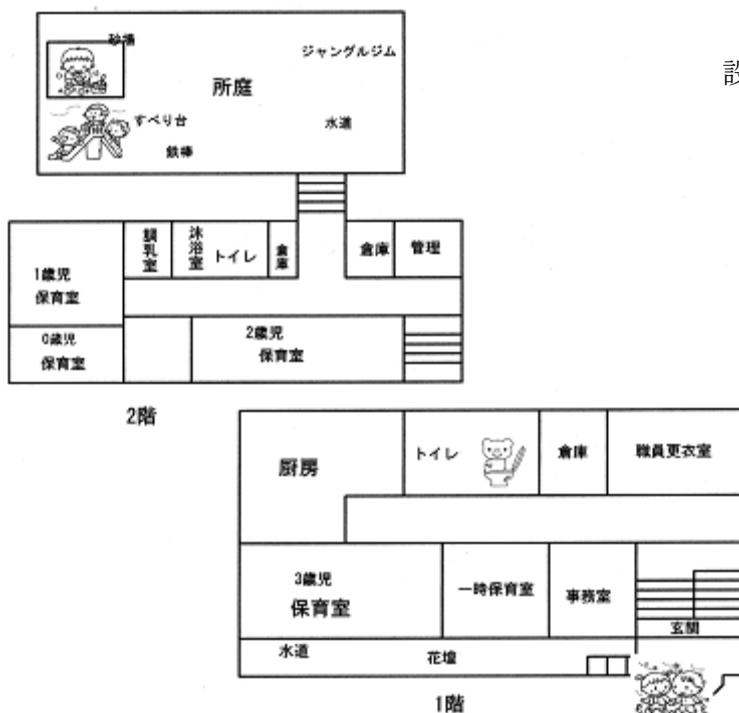 砂場
ジャングルジム
設
所庭
すべり台
水道
鉄棒
調乳室
沐浴室
トイレ
倉庫
倉庫
管理
1歳児
保育室
0歳児
保育室
2歳児
保育室
2階
厨房
トイレ
倉庫
職員更衣室
3歳児
保育室
一時保育室
事務室
玄関
水道
花壇
1階